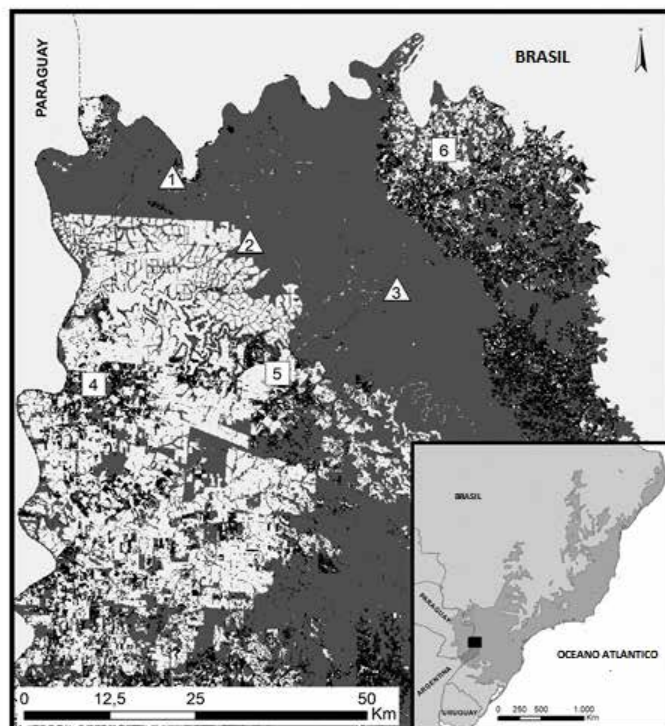 BRASIL
PARAGUAY
1
6
2
3
4
5
BRASIL
PARAGUAY
OCEANO ATLÁNTICO
ARGENTINA
URUGUAY
0 250 500 1.000
Km
0 12,5 25 50
Km